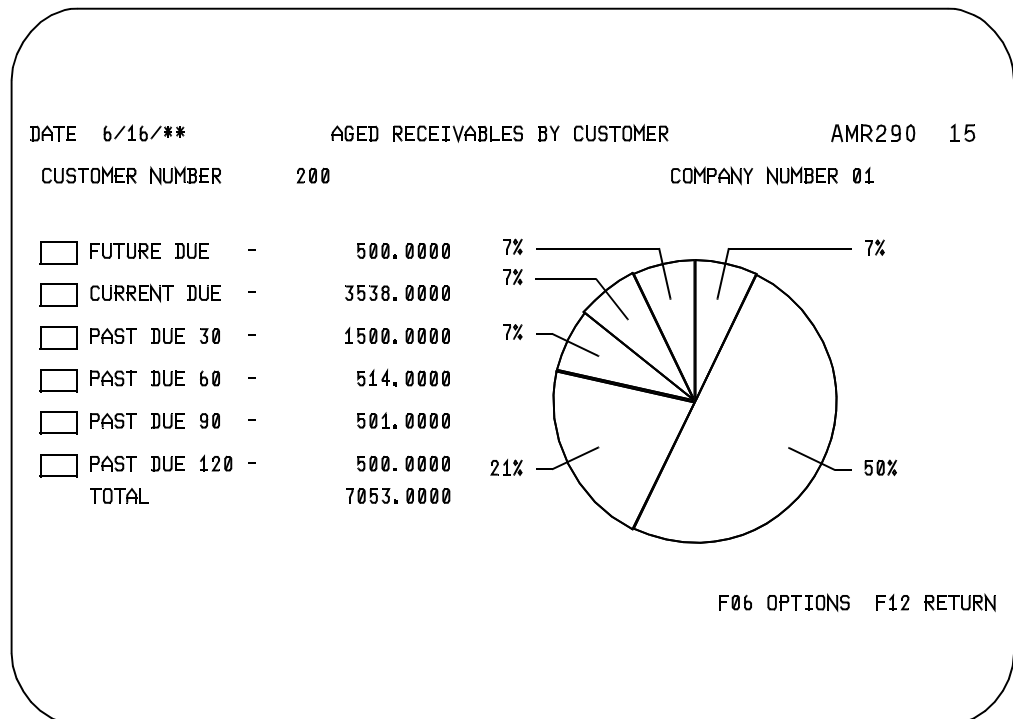 DATE 6/16/** AGED RECEIVABLES BY CUSTOMER AMR290 15
CUSTOMER NUMBER 200 COMPANY NUMBER 01
FUTURE DUE - 500.0000
CURRENT DUE - 3538.0000
PAST DUE 30 - 1500.0000
PAST DUE 60 - 514.0000
PAST DUE 90 - 501.0000
PAST DUE 120 - 500.0000
TOTAL 7053.0000
7% 7%
7%
7%
21% 50%
F06 OPTIONS F12 RETURN